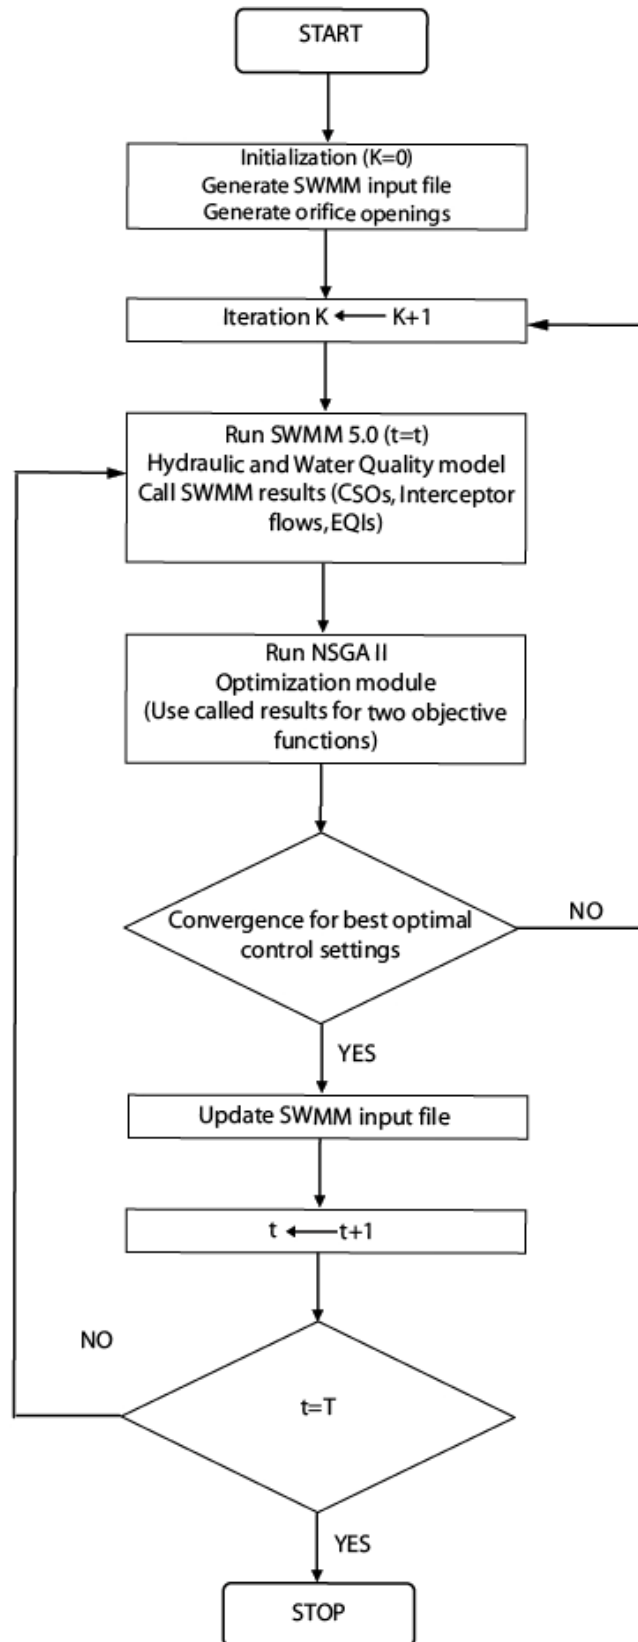 START
Initialization (K=0)
Generate SWMM input file
Generate orifice openings
Iteration K ← K+1
Run SWMM 5.0 (t=t)
Hydraulic and Water Quality model
Call SWMM results (CSOs, Interceptor
flows, EQIs)
Run NSGA II
Optimization module
(Use called results for two objective
functions)
Convergence for best optimal
control settings
NO
YES
Update SWMM input file
t ← t+1
NO
t=T
YES
STOP